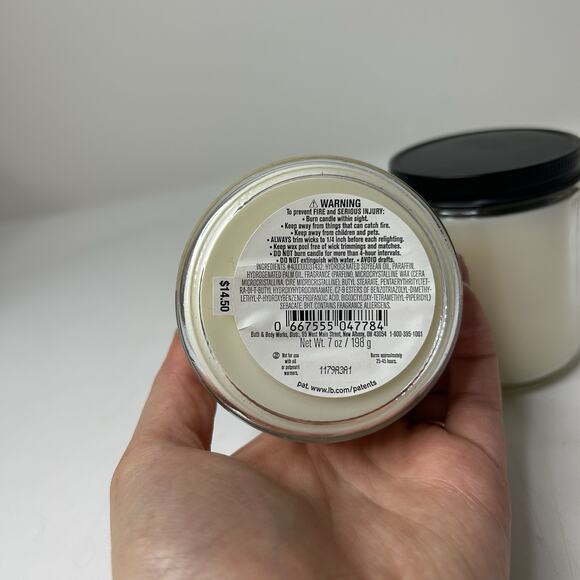 ⚠ WARNING
To prevent FIRE and SERIOUS INJURY:
• Burn candle within sight.
• Keep away from things that can catch fire.
• Keep away from children and pets.
• ALWAYS trim wicks to 1/4 inch before each relighting.
• Keep wax pool free of wick trimmings and matches.
• DO NOT burn candle for more than 4-hour intervals.
• DO NOT extinguish with water. • AVOID drafts.
HYDROGENATED SOYBEAN OIL, PARAFFIN,
HYDROGENATED PALM OIL, FRAGRANCE (PARFUM), MICROCRYSTALLINE WAX (CERA
MICROCRISTALLINA, CIRE MICROCRISTALLINE), BUTYL STEARATE, PENTAERYTHRITYL TET-
RA-DI-T-BUTYL HYDROXYHYDROCINNAMATE, C7-9 ESTERS OF BENZOTRIAZOLYL-DIMETHY-
LETHYL-P-HYDROXYBENZENEPROPANOIC ACID, BIS(OCTYLOXY-TETRAMETHYL-PIPERIDYL)
SEBACATE, BHT. CONTAINS FRAGRANCE ALLERGENS.
0 667555 047784
Bath & Body Works, Distr., 95 West Main Street, New Albany, OH 43054 1-800-395-1001
Net Wt. 7 oz / 198 g
Not for use
with oil
or potpourri
warmers.
Burns approximately
25-45 hours.
1179A3A1
pat. www.lb.com/patents
$14.50